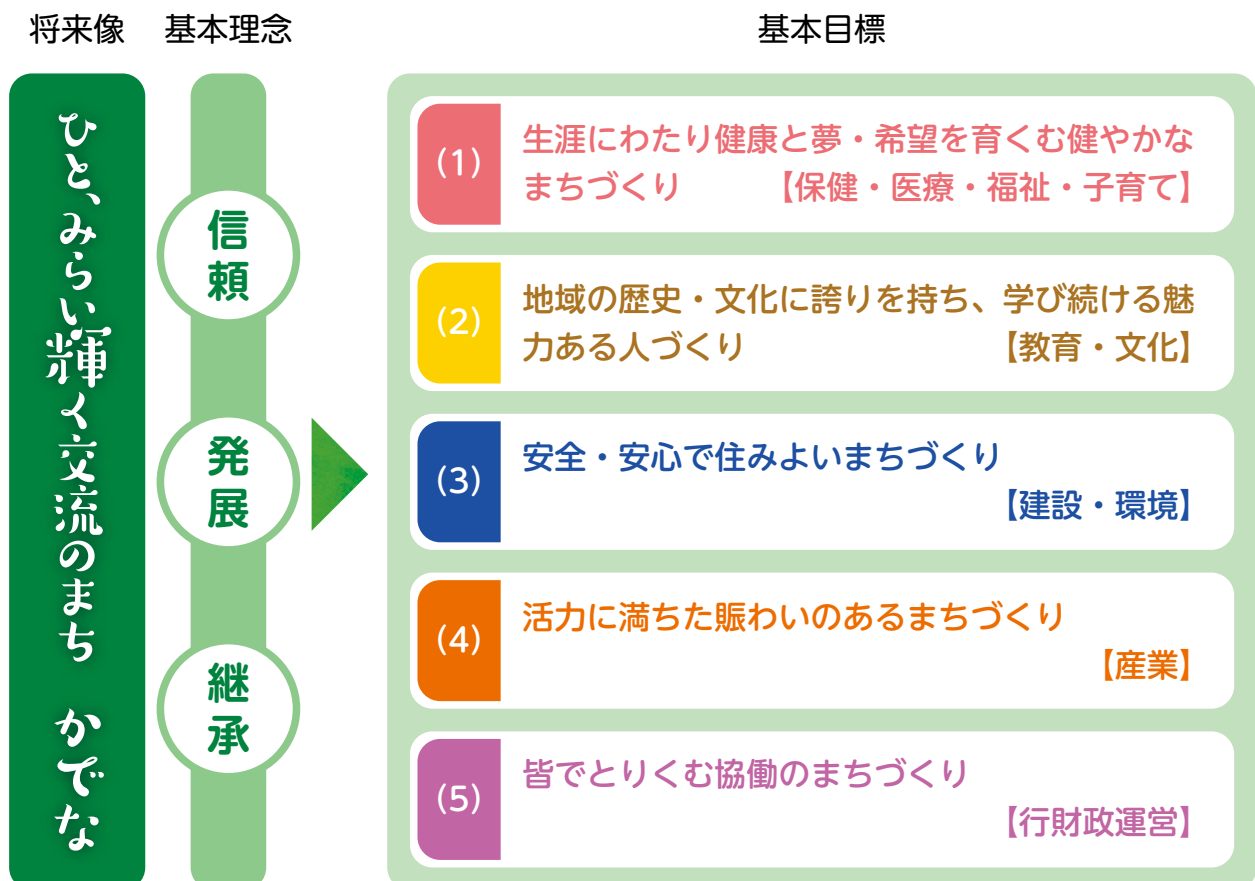 将来像
基本理念
基本目標
ひと、みらい輝く交流のまち　かでな
信頼
発展
継承
(1)
生涯にわたり健康と夢・希望を育くむ健やかな
まちづくり　【保健・医療・福祉・子育て】
(2)
地域の歴史・文化に誇りを持ち、学び続ける魅
力ある人づくり　【教育・文化】
(3)
安全・安心で住みよいまちづくり
【建設・環境】
(4)
活力に満ちた賑わいのあるまちづくり
【産業】
(5)
皆でとりくむ協働のまちづくり
【行財政運営】